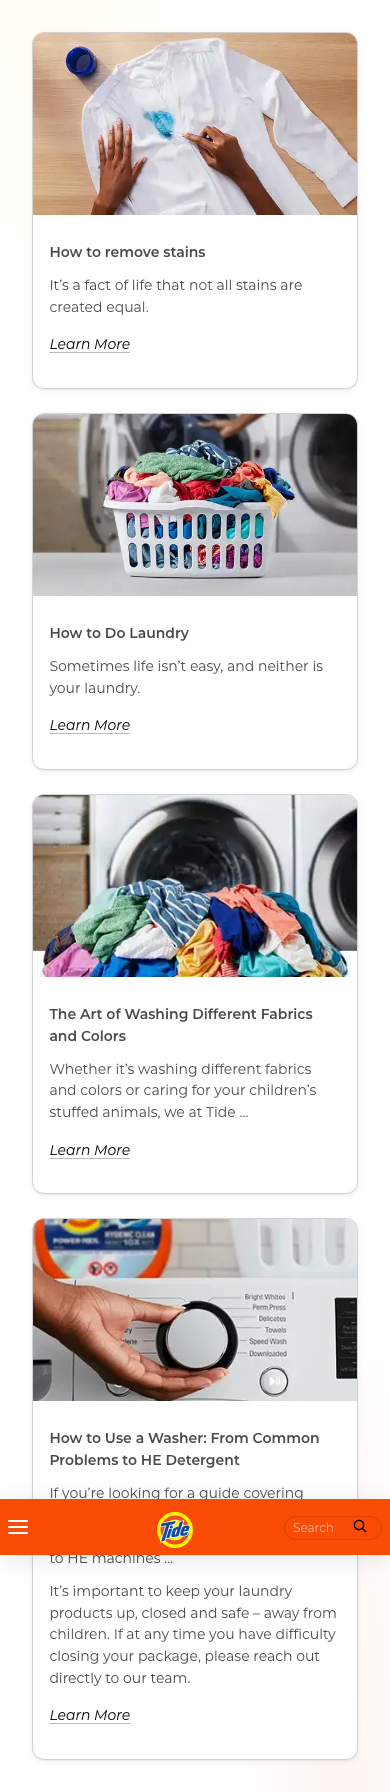 How to remove stains
It’s a fact of life that not all stains are
created equal.
Learn More
How to Do Laundry
Sometimes life isn’t easy, and neither is
your laundry.
Learn More
The Art of Washing Different Fabrics
and Colors
Whether it’s washing different fabrics
and colors or caring for your children’s
stuffed animals, we at Tide ...
Learn More
POWER PODS
HYGIENIC CLEAN
10X
Bright Whites
Perm.Press
Delicates
Towels
Speed Wash
Downloaded
How to Use a Washer: From Common
Problems to HE Detergent
If you’re looking for a guide covering
Tide
Search
to HE machines ...
It’s important to keep your laundry
products up, closed and safe – away from
children. If at any time you have difficulty
closing your package, please reach out
directly to our team.
Learn More